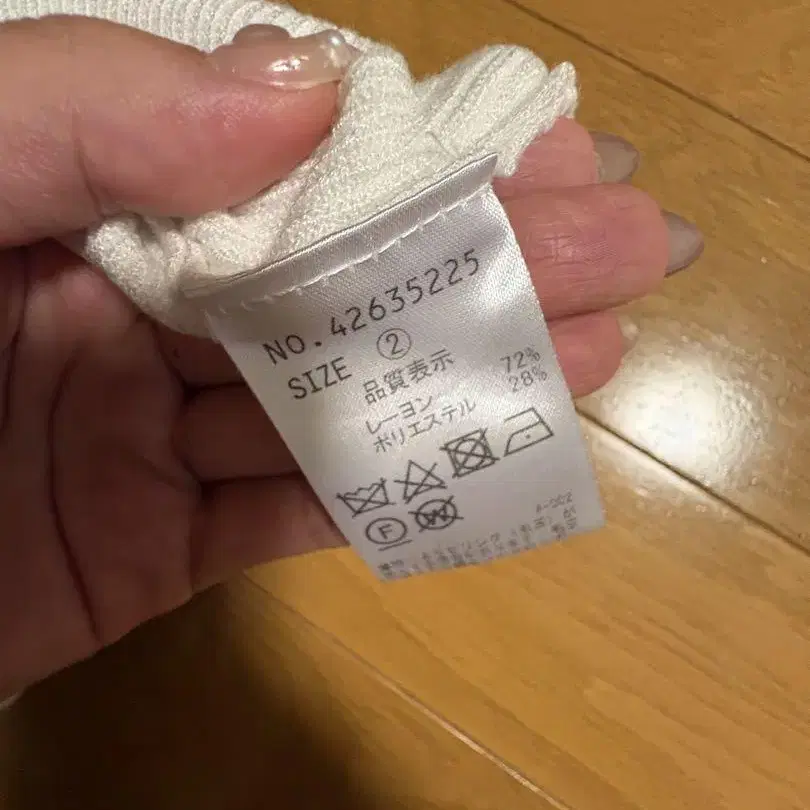 NO.42635225
SIZE ②
品質表示
レーヨン 72%
ポリエステル 28%
F W
A-002